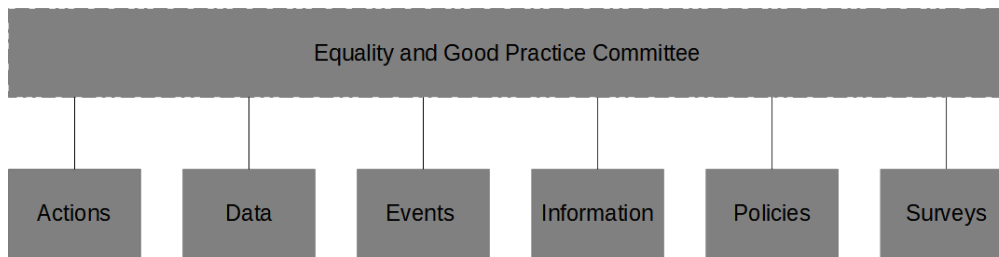 Equality and Good Practice Committee
Actions
Data
Events
Information
Policies
Surveys